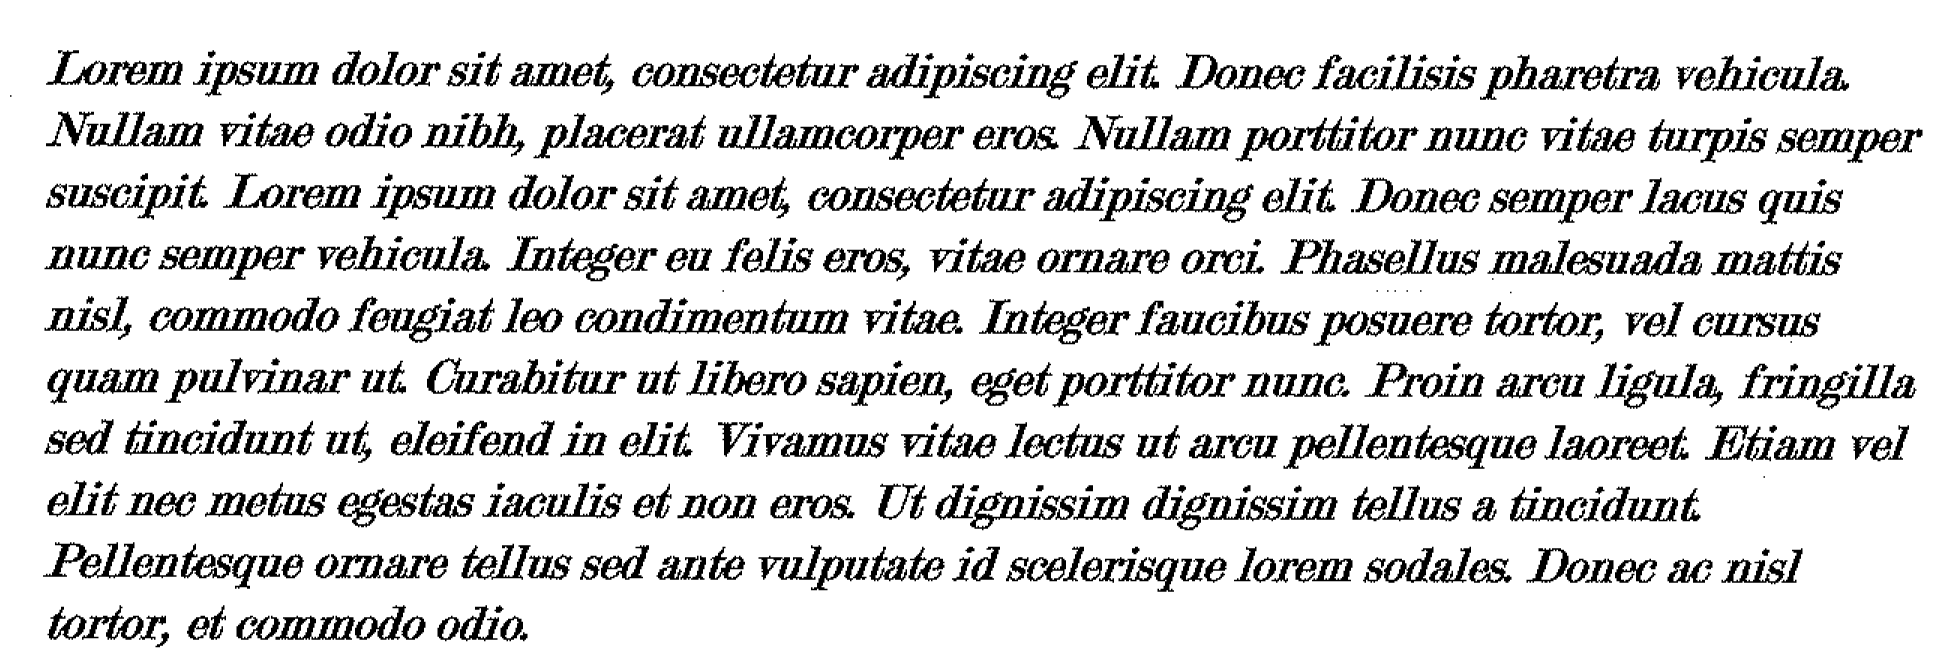 Lorem ipsum dolor sit amet, consectetur adipiscing elit. Donec facilisis pharetra vehicula.
Nullam vitae odio nibh, placerat ullamcorper eros. Nullam porttitor nunc vitae turpis semper
suscipit. Lorem ipsum dolor sit amet, consectetur adipiscing elit. Donec semper lacus quis
nunc semper vehicula. Integer eu felis eros, vitae ornare orci. Phasellus malesuada mattis
nisl, commodo feugiat leo condimentum vitae. Integer faucibus posuere tortor, vel cursus
quam pulvinar ut. Curabitur ut libero sapien, eget porttitor nunc. Proin arcu ligula, fringilla
sed tincidunt ut, eleifend in elit. Vivamus vitae lectus ut arcu pellentesque laoreet. Etiam vel
elit nec metus egestas iaculis et non eros. Ut dignissim dignissim tellus a tincidunt.
Pellentesque ornare tellus sed ante vulputate id scelerisque lorem sodales. Donec ac nisl
tortor, et commodo odio.